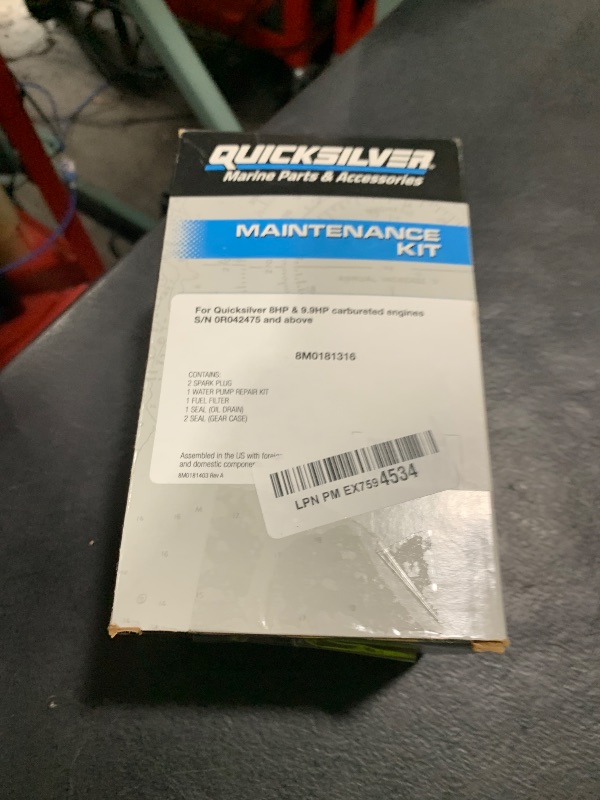 QUICKSILVER
Marine Parts & Accessories
MAINTENANCE
KIT
For Quicksilver 8HP & 9.9HP carbureted engines
S/N 0R042475 and above
8M0181316
CONTAINS:
2 SPARK PLUG
1 WATER PUMP REPAIR KIT
1 FUEL FILTER
1 SEAL (OIL DRAIN)
2 SEAL (GEAR CASE)
Assembled in the US with
and domestic
8M0181403 Rev A
LPN PM EX7594534